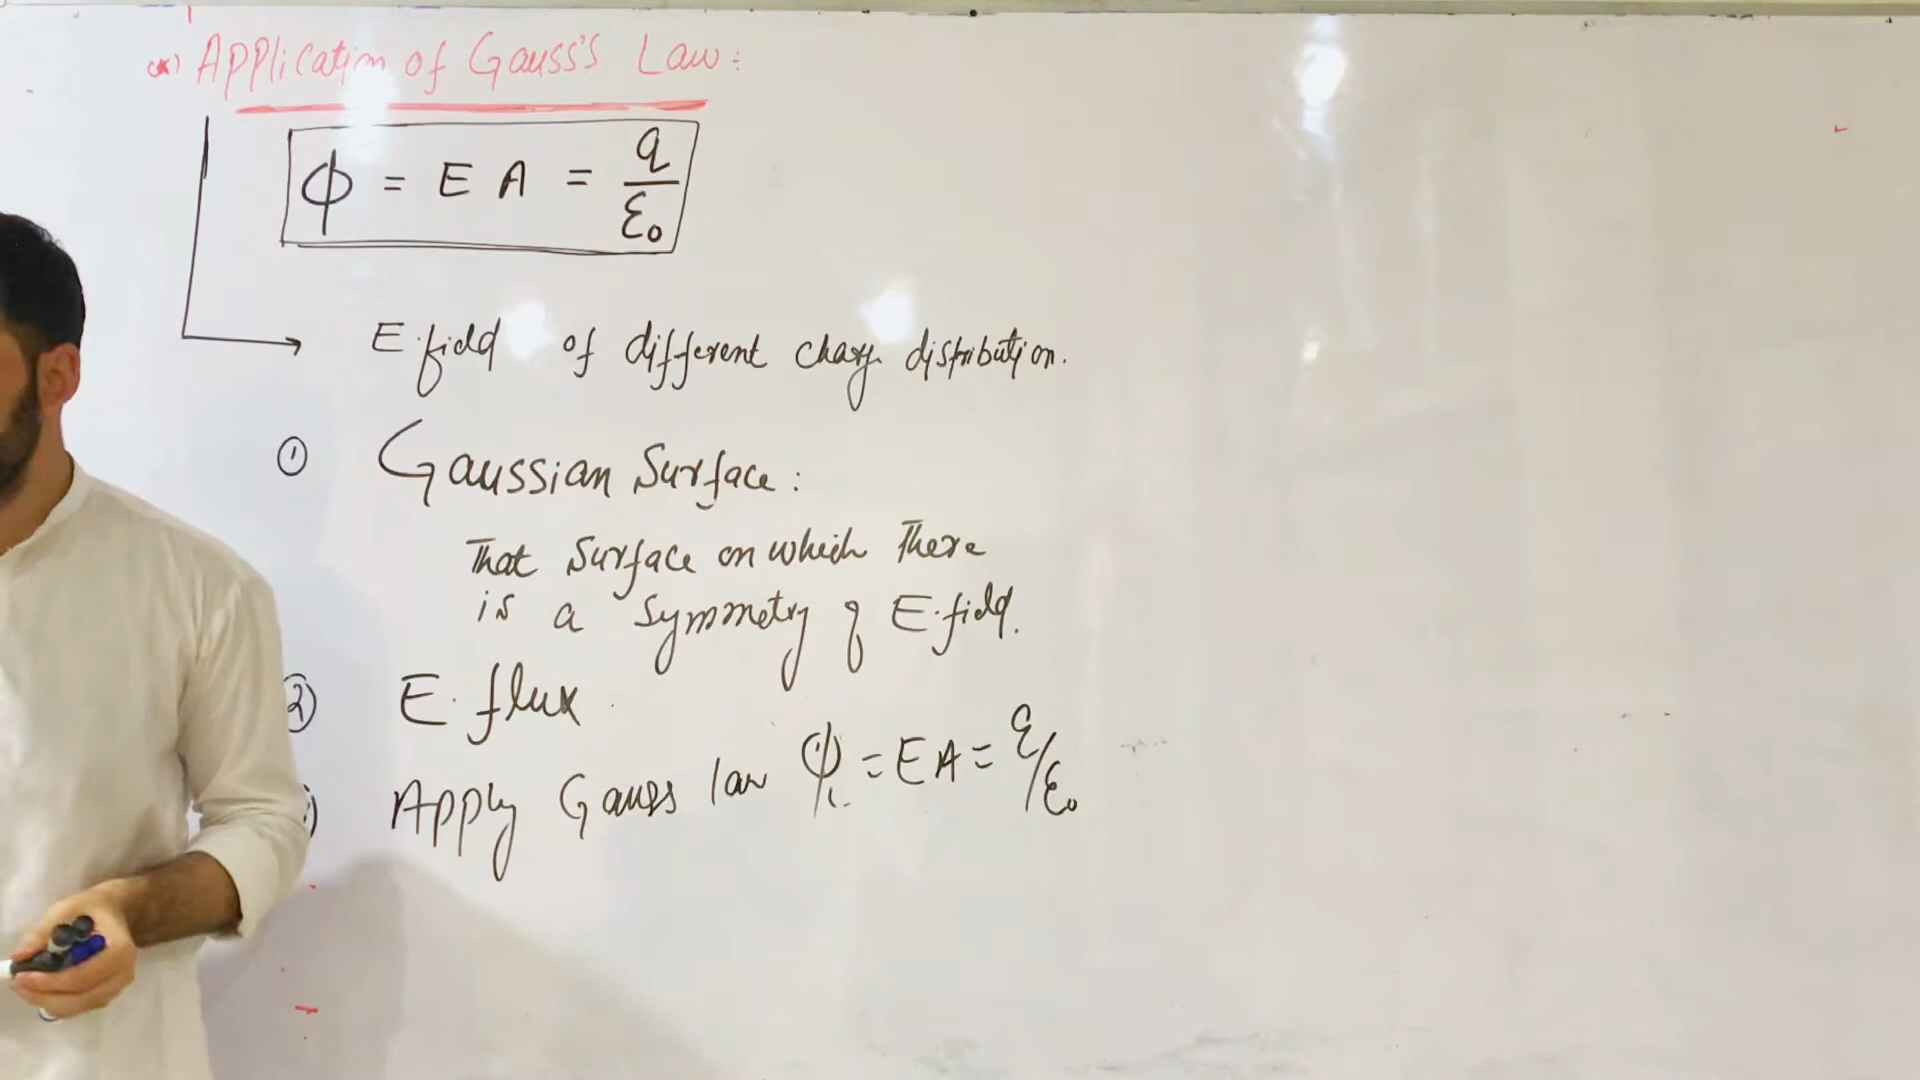 (*) Application of Gauss's Law:
ϕ = E A = q/ε₀
E.field of different charg distribution.
① Gaussian Surface:
That Surface on which There
is a symmetry of E.field.
② E. flux
Apply Gauss law ϕ = EA = q/ε₀